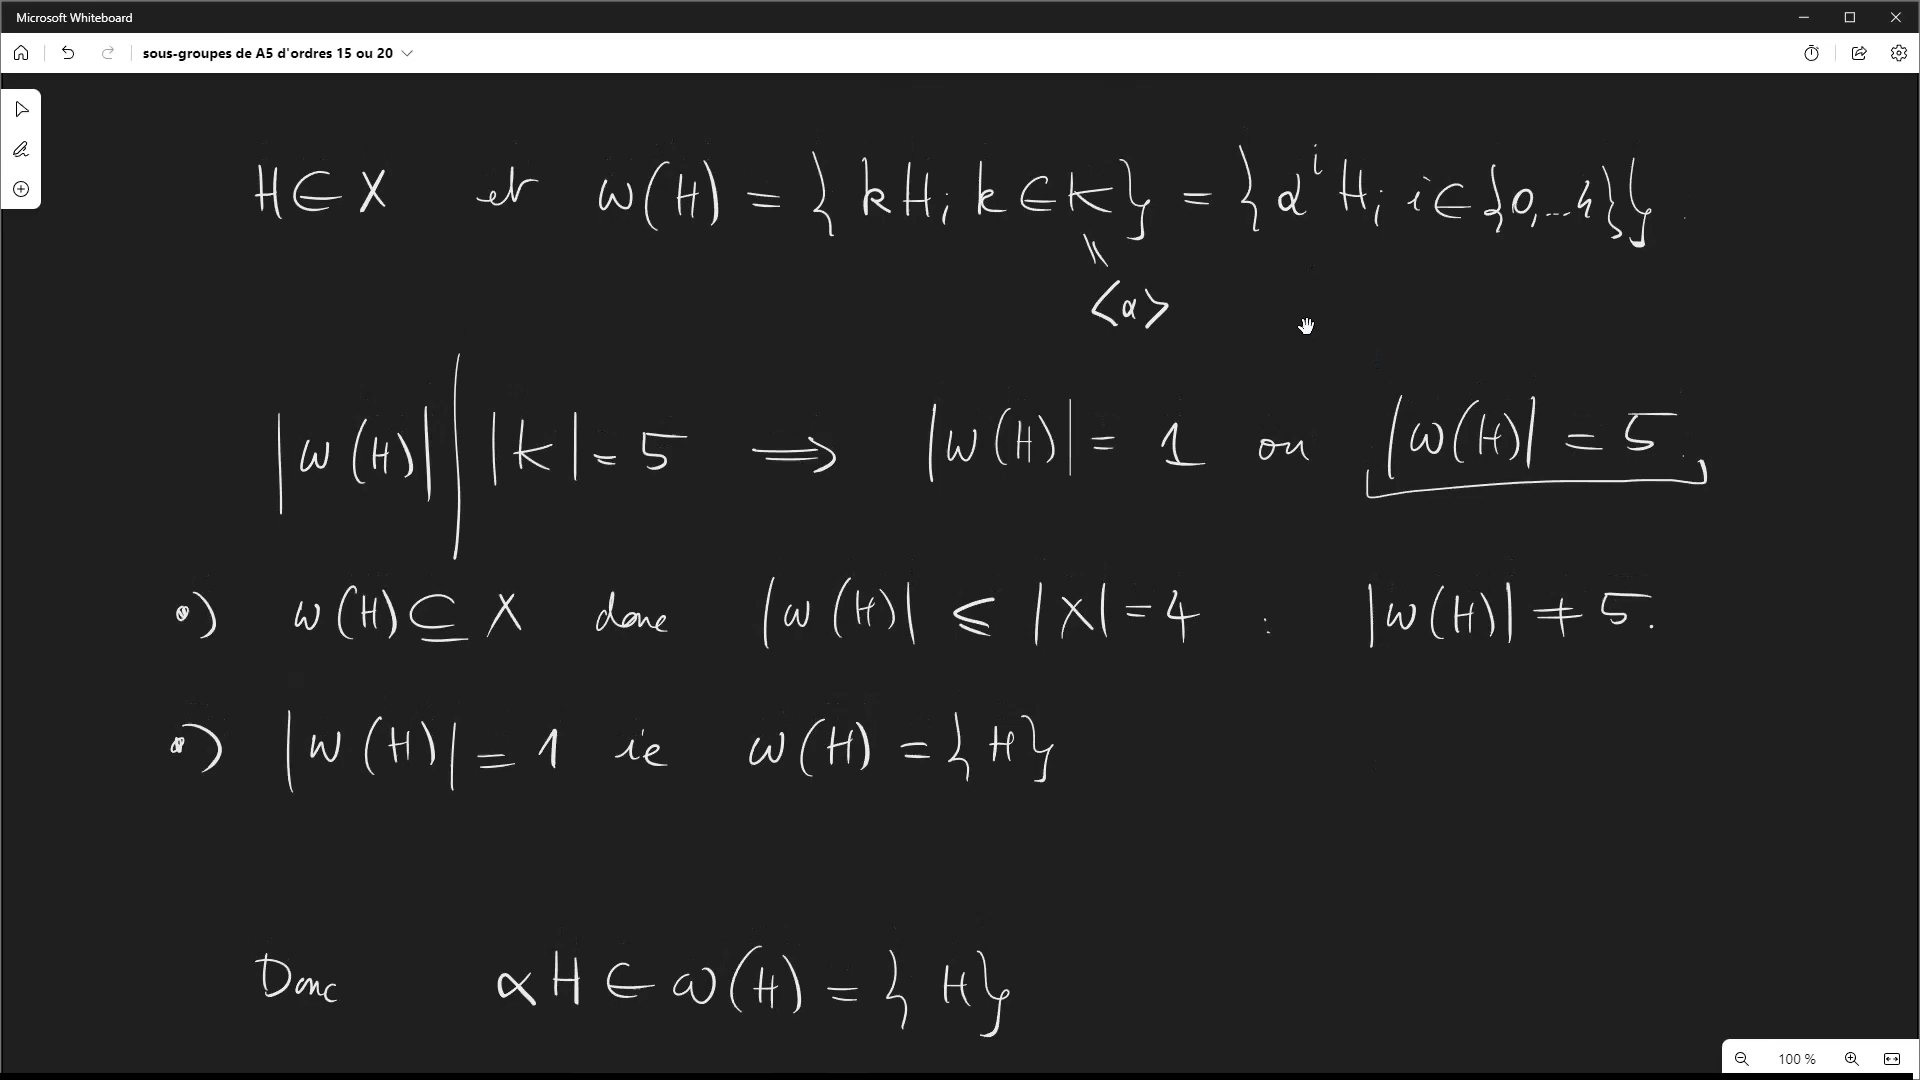 Microsoft Whiteboard
sous-groupes de A5 d'ordres 15 ou 20
H ∈ X et ω(H) = { kH; k ∈ K} = { α^i H; i ∈ {0,...4}}
=
<α>
|ω(H)| | |K| = 5 ⟹ |ω(H)| = 1 ou |ω(H)| = 5
•) ω(H) ⊆ X donc |ω(H)| ⩽ |X| = 4 : |ω(H)| ≠ 5.
•) |ω(H)| = 1 ie ω(H) = {H}
Donc αH ∈ ω(H) = { H}
100 %